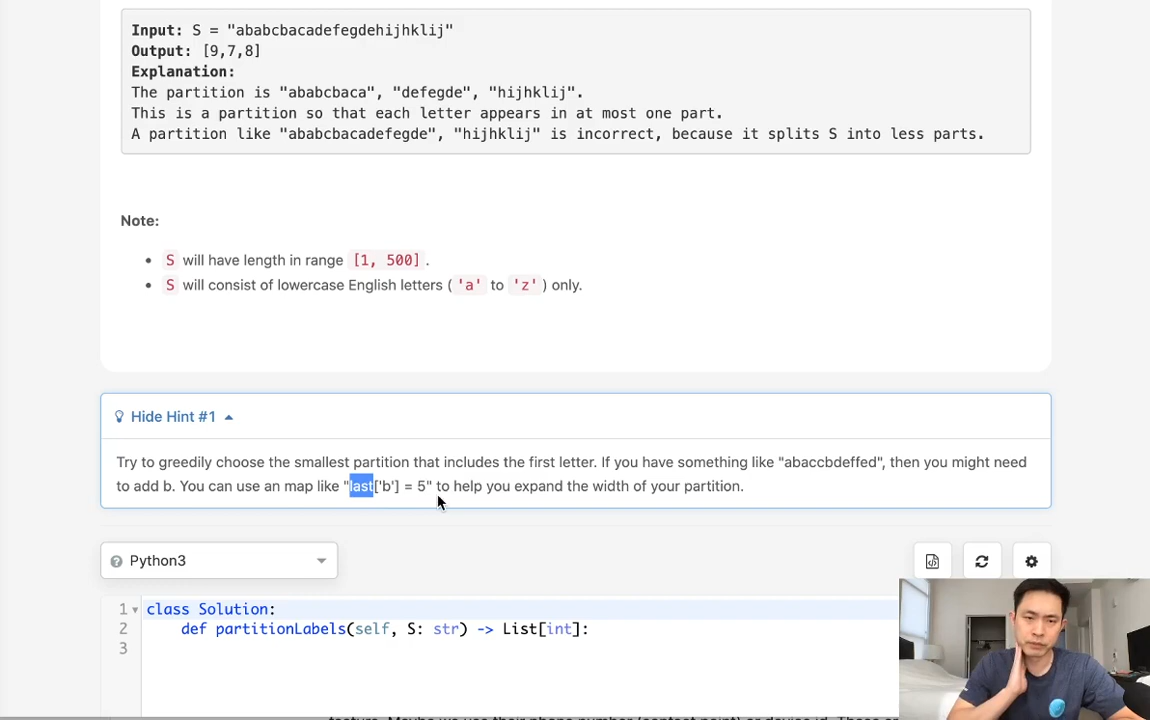 Input: S = "ababcbacadefegdehijhklij"
Output: [9,7,8]
Explanation:
The partition is "ababcbaca", "defegde", "hijhklij".
This is a partition so that each letter appears in at most one part.
A partition like "ababcbacadefegde", "hijhklij" is incorrect, because it splits S into less parts.
Note:
• S will have length in range [1, 500] .
• S will consist of lowercase English letters ( 'a' to 'z' ) only.
Hide Hint #1
Try to greedily choose the smallest partition that includes the first letter. If you have something like "abaccbdeffed", then you might need
to add b. You can use an map like "last['b'] = 5" to help you expand the width of your partition.
Python3
1 class Solution:
2 def partitionLabels(self, S: str) -> List[int]:
3